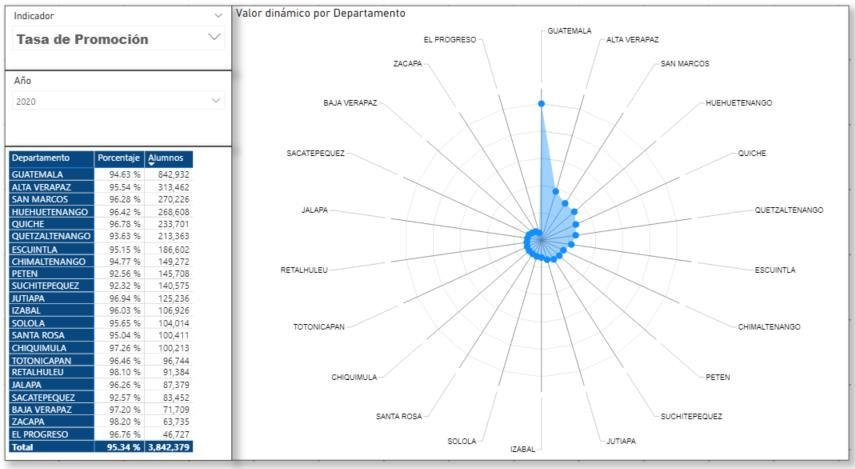 Indicador
Tasa de Promoción
Año
2020
Departamento Porcentaje Alumnos
GUATEMALA 94.63 % 842,932
ALTA VERAPAZ 95.54 % 313,462
SAN MARCOS 96.28 % 270,226
HUEHUETENANGO 96.42 % 268,608
QUICHE 96.78 % 233,701
QUETZALTENANGO 93.63 % 213,363
ESCUINTLA 95.15 % 186,602
CHIMALTENANGO 94.77 % 149,272
PETEN 92.56 % 145,708
SUCHITEPEQUEZ 92.32 % 140,575
JUTIAPA 96.94 % 125,236
IZABAL 96.03 % 106,926
SOLOLA 95.65 % 104,014
SANTA ROSA 95.04 % 100,411
CHIQUIMULA 97.26 % 100,213
TOTONICAPAN 96.46 % 96,744
RETALHULEU 98.10 % 91,384
JALAPA 96.26 % 87,379
SACATEPEQUEZ 92.57 % 83,452
BAJA VERAPAZ 97.20 % 71,709
ZACAPA 98.20 % 63,735
EL PROGRESO 96.76 % 46,727
Total 95.34 % 3,842,379
Valor dinámico por Departamento
GUATEMALA
ALTA VERAPAZ
SAN MARCOS
HUEHUETENANGO
QUICHE
QUETZALTENANGO
ESCUINTLA
CHIMALTENANGO
PETEN
SUCHITEPEQUEZ
JUTIAPA
IZABAL
SOLOLA
SANTA ROSA
CHIQUIMULA
TOTONICAPAN
RETALHULEU
JALAPA
SACATEPEQUEZ
BAJA VERAPAZ
ZACAPA
EL PROGRESO